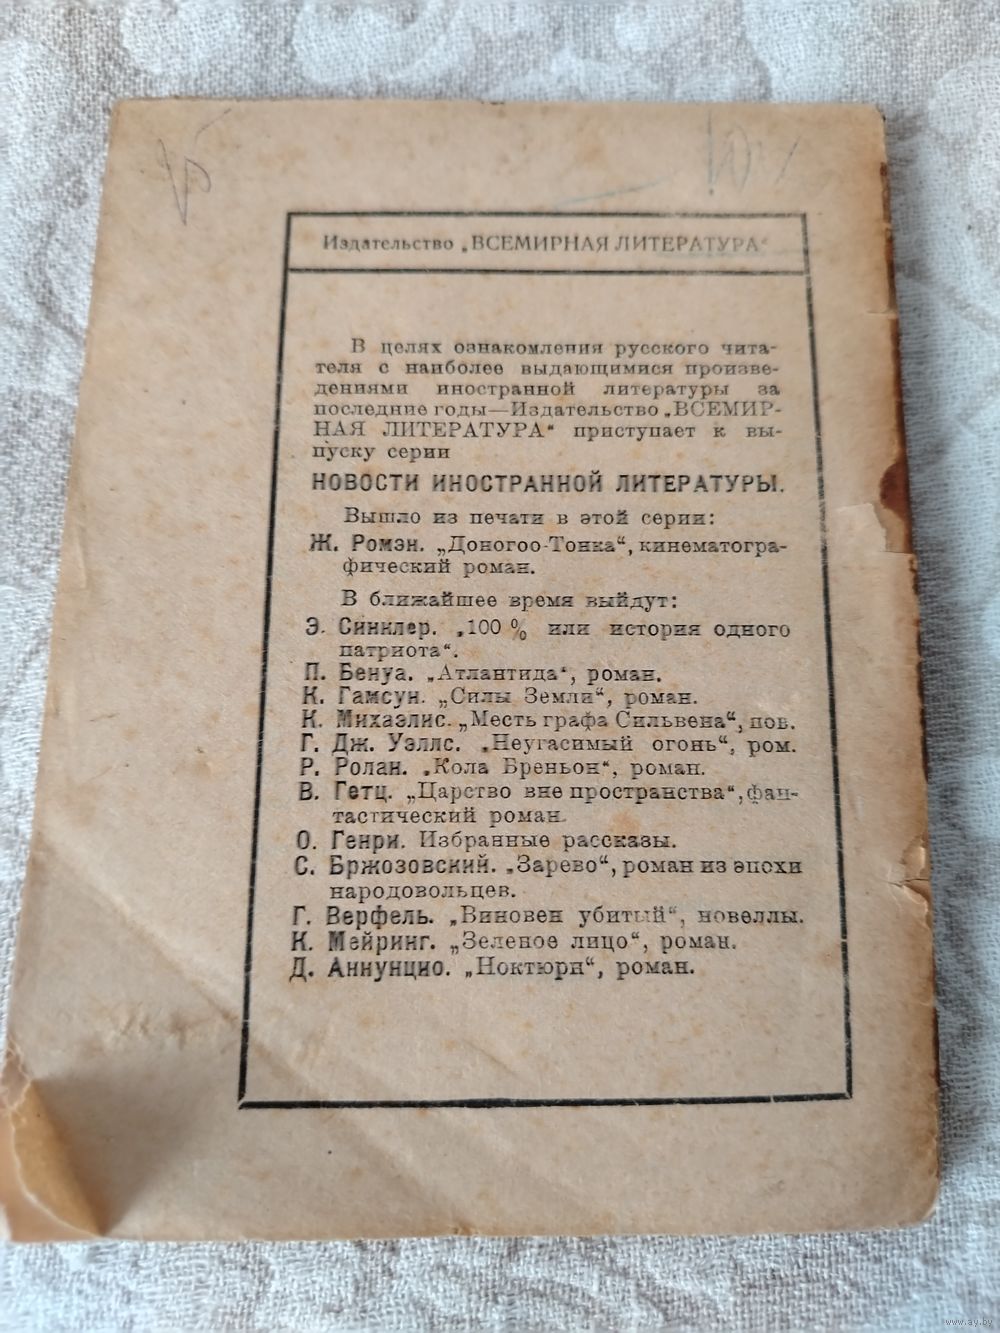 Издательство „ВСЕМИРНАЯ ЛИТЕРАТУРА“
В целях ознакомления русского чита-
теля с наиболее выдающимися произве-
дениями иностранной литературы за
последние годы—Издательство „ВСЕМИР-
НАЯ ЛИТЕРАТУРА“ приступает к вы-
пуску серии
НОВОСТИ ИНОСТРАННОЙ ЛИТЕРАТУРЫ.
Вышло из печати в этой серии:
Ж. Ромэн. „Доногоо-Тонка“, кинематогра-
фический роман.
В ближайшее время выйдут:
Э. Синклер. „100 % или история одного
патриота“.
П. Бенуа. „Атлантида“, роман.
К. Гамсун. „Силы Земли“, роман.
К. Михаэлис. „Месть графа Сильвена“, пов.
Г. Дж. Уэллс. „Неугасимый огонь“, ром.
Р. Ролан. „Кола Бреньон“, роман.
В. Гетц. „Царство вне пространства“, фан-
тастический роман.
О. Генри. Избранные рассказы.
С. Бржозовский. „Зарево“, роман из эпохи
народовольцев.
Г. Верфель. „Виновен убитый“, новеллы.
К. Мейринг. „Зеленое лицо“, роман.
Д. Аннунцио. „Ноктюрн“, роман.
www.ay.by